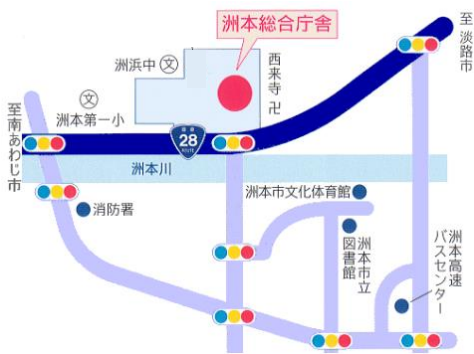 洲本総合庁舎
至 淡路市
洲浜中
文
西来寺 卍
文
洲本第一小
至南あわじ市
国道
28
ROUTE
洲本川
消防署
洲本市文化体育館
洲本市立
図書館
洲本高速
バスセンター